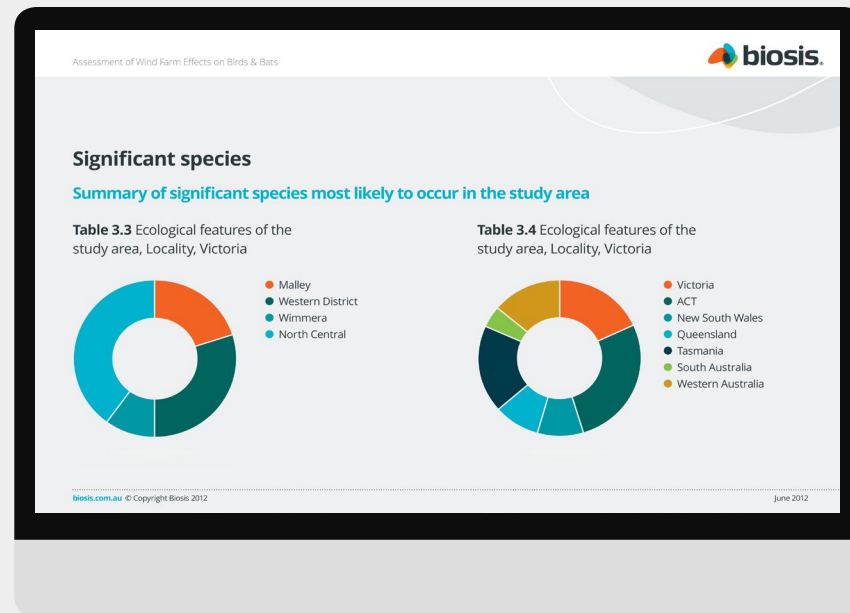 Assessment of Wind Farm Effects on Birds & Bats
biosis.
Significant species
Summary of significant species most likely to occur in the study area
Table 3.3 Ecological features of the
study area, Locality, Victoria
Malley
Western District
Wimmera
North Central
Table 3.4 Ecological features of the
study area, Locality, Victoria
Victoria
ACT
New South Wales
Queensland
Tasmania
South Australia
Western Australia
biosis.com.au © Copyright Biosis 2012
June 2012